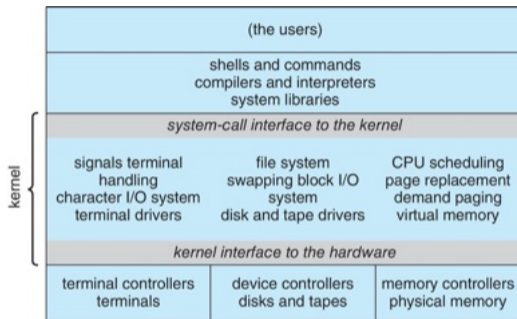 (the users)
shells and commands
compilers and interpreters
system libraries
system-call interface to the kernel
kernel
signals terminal
handling
character I/O system
terminal drivers
file system
swapping block I/O
system
disk and tape drivers
CPU scheduling
page replacement
demand paging
virtual memory
kernel interface to the hardware
terminal controllers
terminals
device controllers
disks and tapes
memory controllers
physical memory